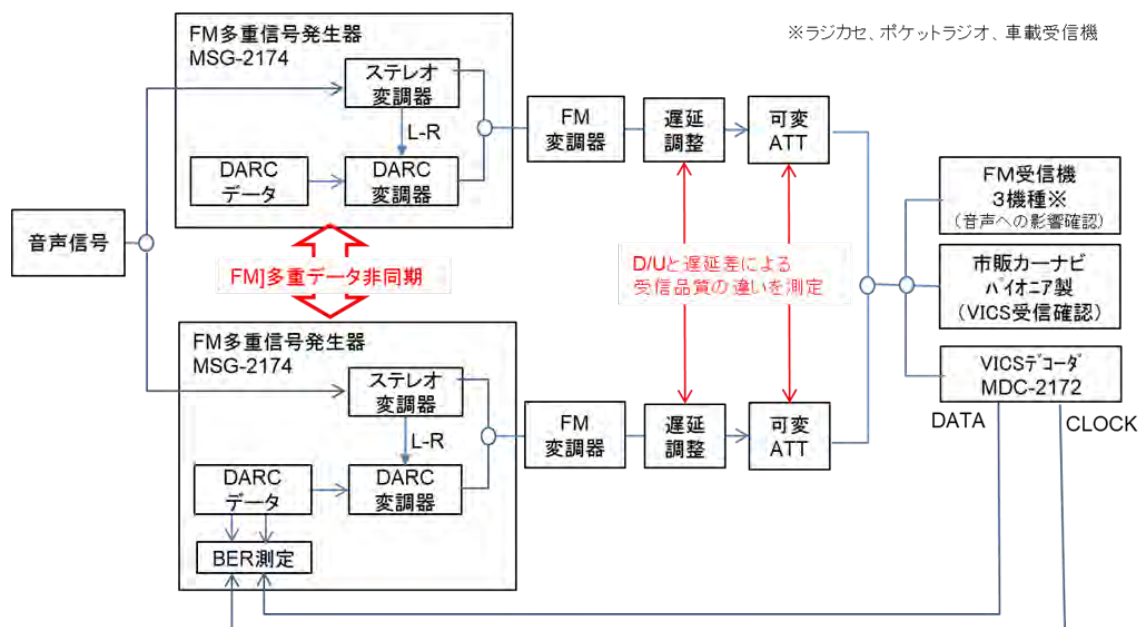 FM多重信号発生器
MSG-2174
※ラジカセ、ポケットラジオ、車載受信機
ステレオ
変調器
L-R
DARC
データ
DARC
変調器
FM
変調器
遅延
調整
可変
ATT
音声信号
FM]多重データ非同期
D/Uと遅延差による
受信品質の違いを測定
FM受信機
3機種※
(音声への影響確認)
市販カーナビ
パイオニア製
(VICS受信確認)
VICSデコーダ
MDC-2172
DATA
CLOCK
FM多重信号発生器
MSG-2174
ステレオ
変調器
L-R
DARC
データ
DARC
変調器
FM
変調器
遅延
調整
可変
ATT
BER測定